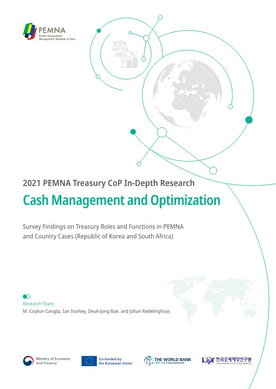 PEMNA
Public Expenditure
Management Network in Asia
2021 PEMNA Treasury CoP In-Depth Research
Cash Management and Optimization
Survey Findings on Treasury Roles and Functions in PEMNA
and Country Cases (Republic of Korea and South Africa)
Research Team
M. Coşkun Cangöz, Ian Storkey, Deuk-Jong Bae, and Johan Redelinghuys
Ministry of Economy
and Finance
Co-funded by
the European Union
THE WORLD BANK
한국조세재정연구원